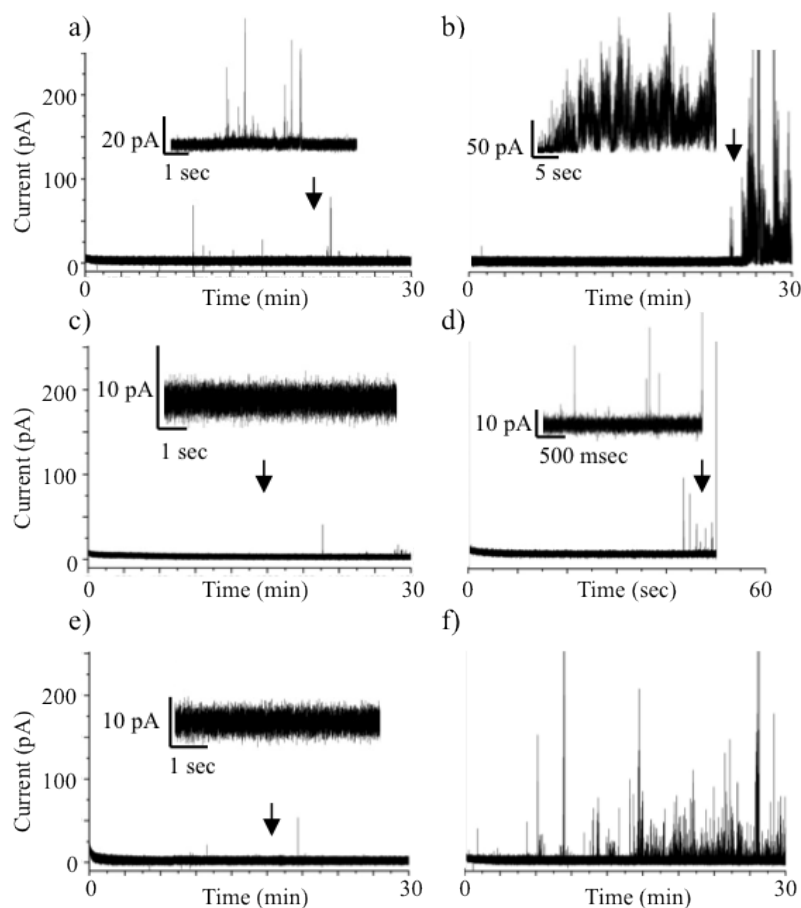 a)
Current (pA)
200
100
0
20 pA
1 sec
0
Time (min)
30
b)
50 pA
5 sec
0
Time (min)
30
c)
Current (pA)
200
100
0
10 pA
1 sec
0
Time (min)
30
d)
10 pA
500 msec
0
Time (sec)
60
e)
Current (pA)
200
100
0
10 pA
1 sec
0
Time (min)
30
f)
0
Time (min)
30